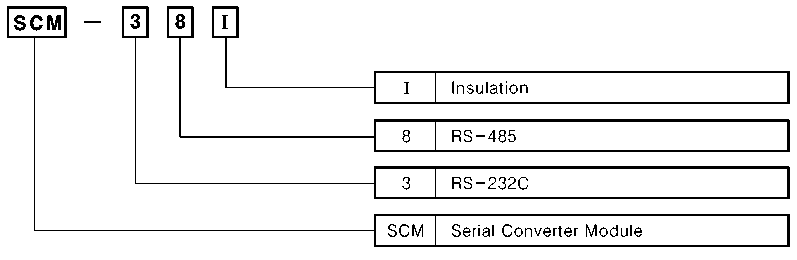 SCM - 3 8 I
I Insulation
8 RS-485
3 RS-232C
SCM Serial Converter Module